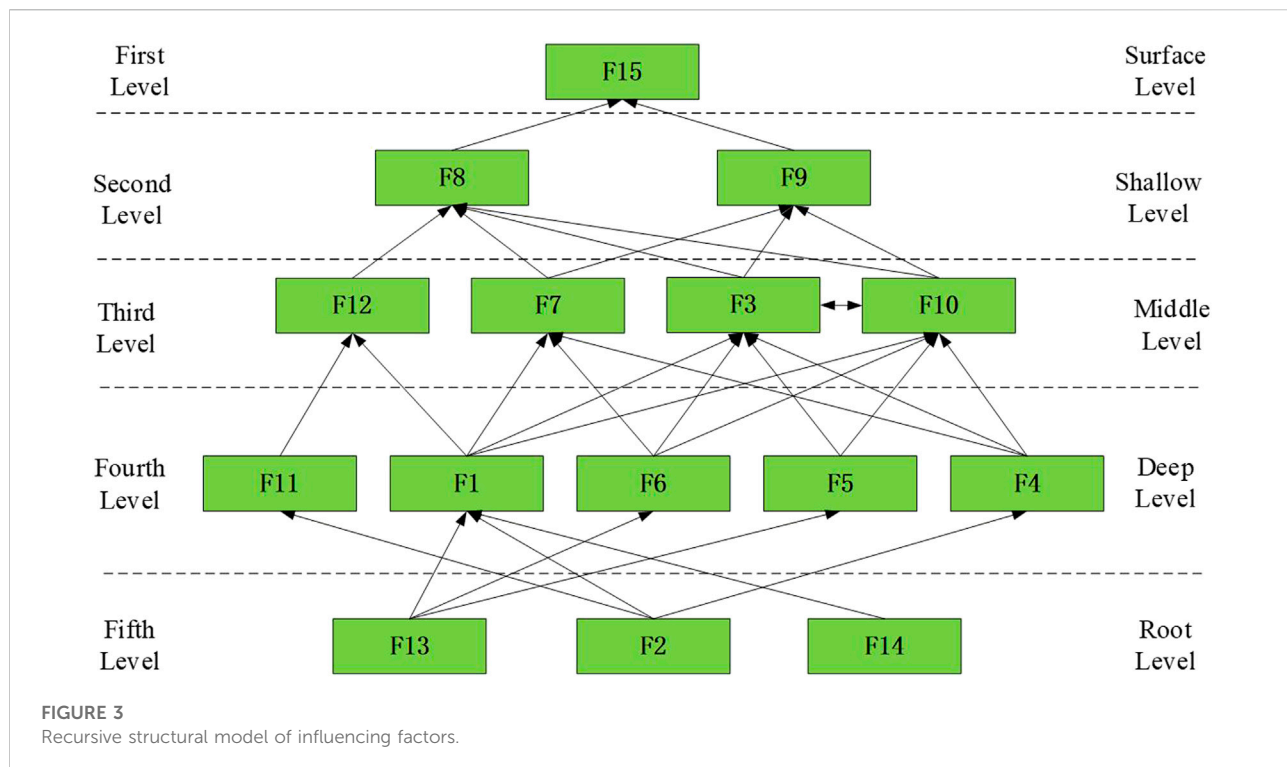 First
Level
F15
Surface
Level
Second
Level
F8
F9
Shallow
Level
Third
Level
F12
F7
F3
F10
Middle
Level
Fourth
Level
F11
F1
F6
F5
F4
Deep
Level
Fifth
Level
F13
F2
F14
Root
Level
FIGURE 3
Recursive structural model of influencing factors.